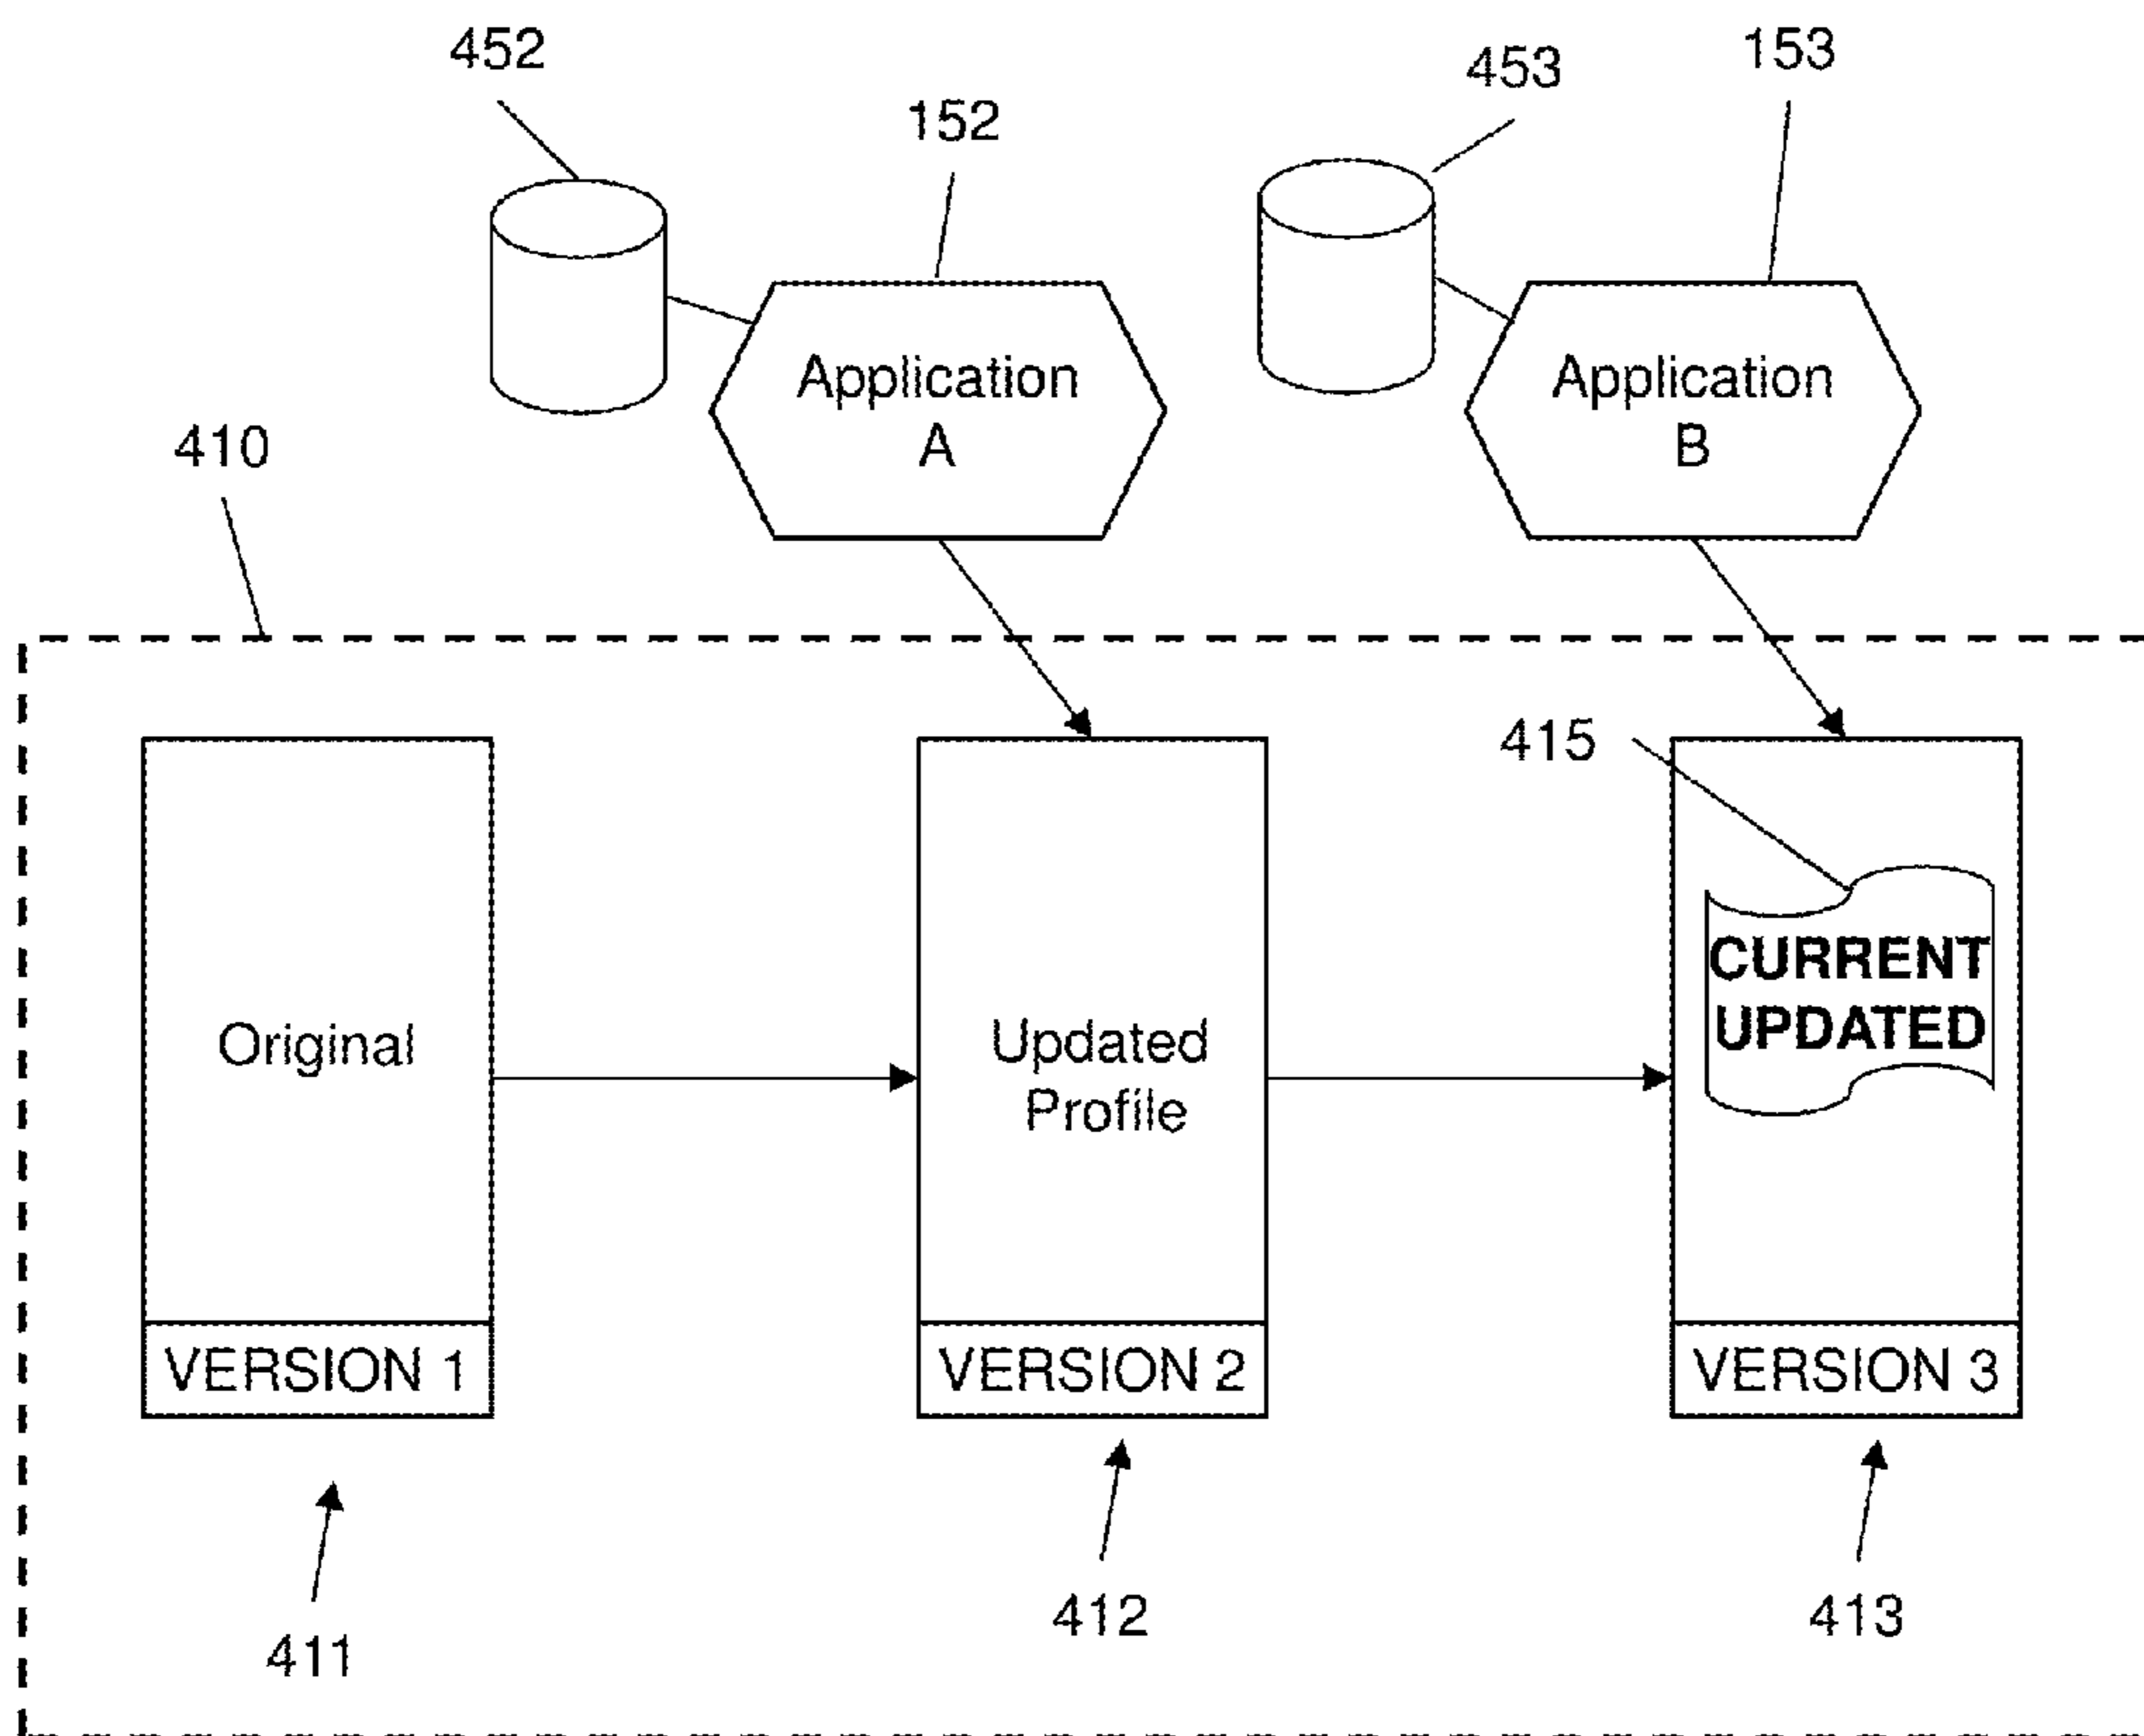 452
453
153
152
Application
A
Application
B
410
415
CURRENT
UPDATED
Original
Updated
Profile
VERSION 1
VERSION 2
VERSION 3
411
412
413